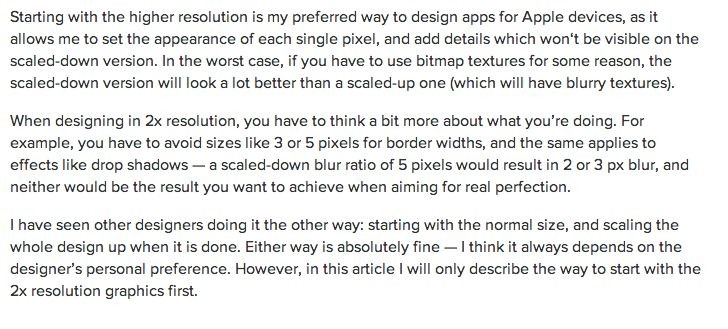 Starting with the higher resolution is my preferred way to design apps for Apple devices, as it
allows me to set the appearance of each single pixel, and add details which won‘t be visible on the
scaled-down version. In the worst case, if you have to use bitmap textures for some reason, the
scaled-down version will look a lot better than a scaled-up one (which will have blurry textures).
When designing in 2x resolution, you have to think a bit more about what you’re doing. For
example, you have to avoid sizes like 3 or 5 pixels for border widths, and the same applies to
effects like drop shadows — a scaled-down blur ratio of 5 pixels would result in 2 or 3 px blur, and
neither would be the result you want to achieve when aiming for real perfection.
I have seen other designers doing it the other way: starting with the normal size, and scaling the
whole design up when it is done. Either way is absolutely fine — I think it always depends on the
designer’s personal preference. However, in this article I will only describe the way to start with the
2x resolution graphics first.